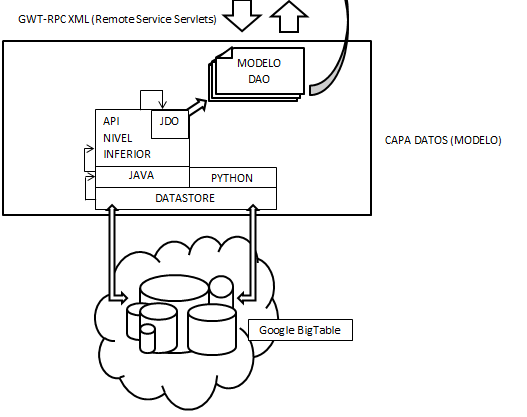 GWT-RPC XML (Remote Service Servlets)
MODELO
DAO
API
JDO
NIVEL
INFERIOR
CAPA DATOS (MODELO)
JAVA
PYTHON
DATASTORE
Google BigTable